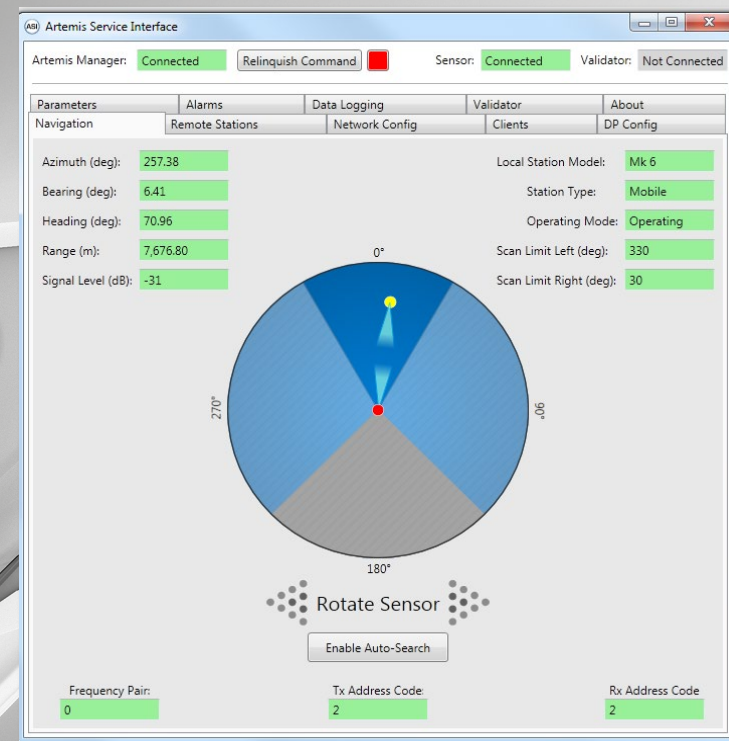 ASI Artemis Service Interface
Artemis Manager: Connected Relinquish Command Sensor: Connected Validator: Not Connected
Parameters Alarms Data Logging Validator About
Navigation Remote Stations Network Config Clients DP Config
Azimuth (deg): 257.38 Local Station Model: Mk 6
Bearing (deg): 6.41 Station Type: Mobile
Heading (deg): 70.96 Operating Mode: Operating
Range (m): 7,676.80 Scan Limit Left (deg): 330
Signal Level (dB): -31 Scan Limit Right (deg): 30
0°
270° 90°
180°
Rotate Sensor
Enable Auto-Search
Frequency Pair: Tx Address Code: Rx Address Code
0 2 2